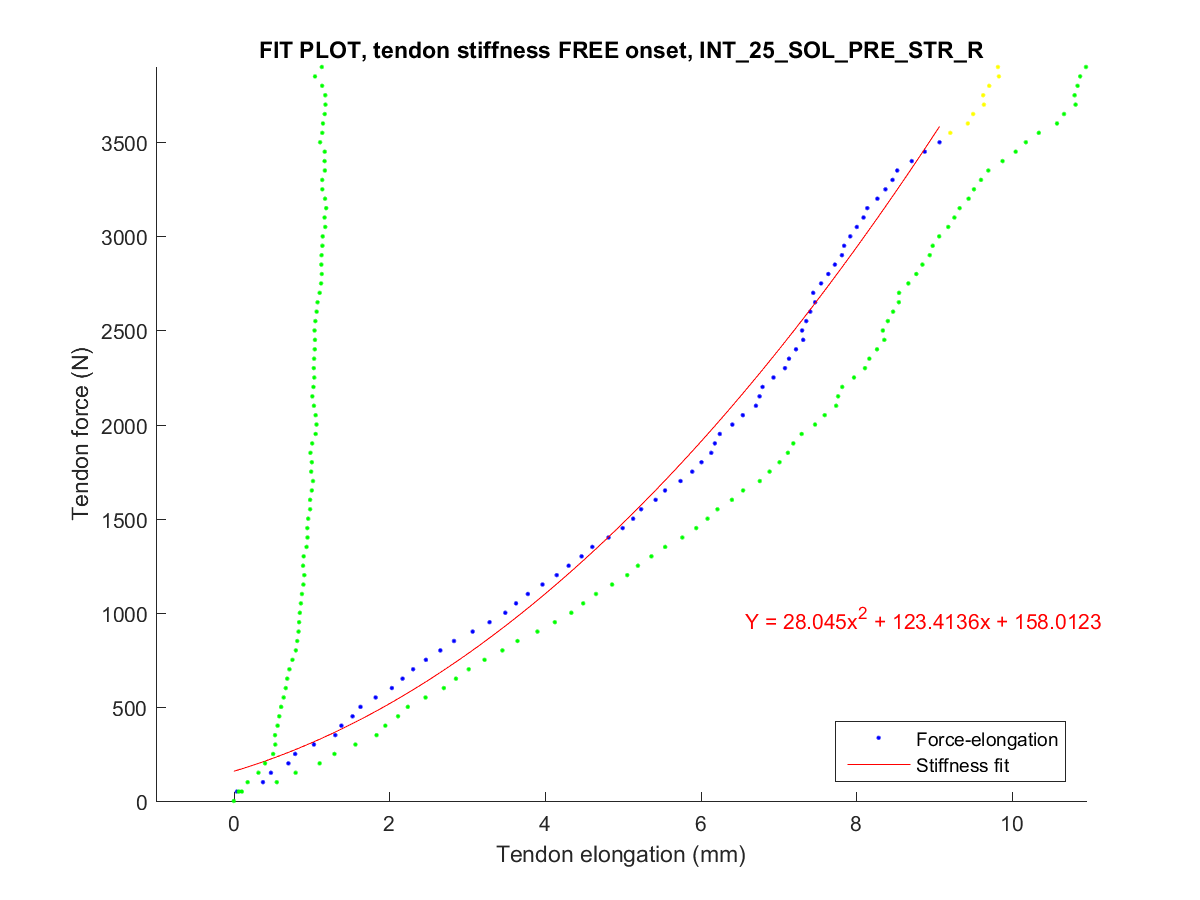 FIT PLOT, tendon stiffness FREE onset, INT_25_SOL_PRE_STR_R
Tendon force (N)
3500
3000
2500
2000
1500
1000
500
0
Y = 28.045x² + 123.4136x + 158.0123
Force-elongation
Stiffness fit
0 2 4 6 8 10
Tendon elongation (mm)